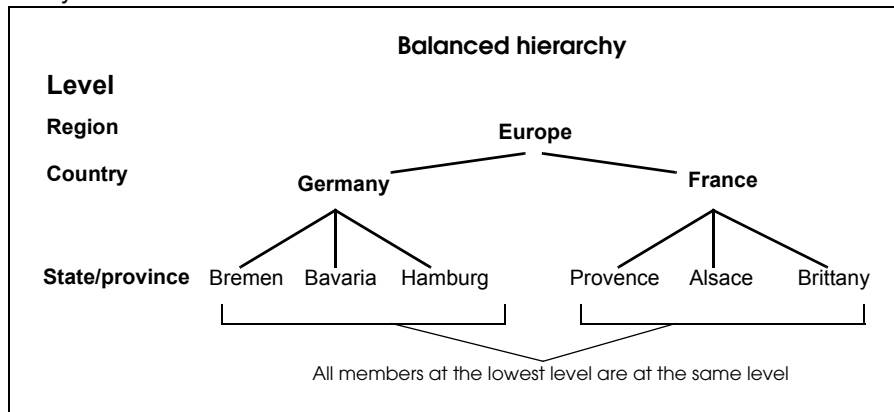 Balanced hierarchy
Level
Region
Europe
Country
Germany
France
State/province
Bremen
Bavaria
Hamburg
Provence
Alsace
Brittany
All members at the lowest level are at the same level